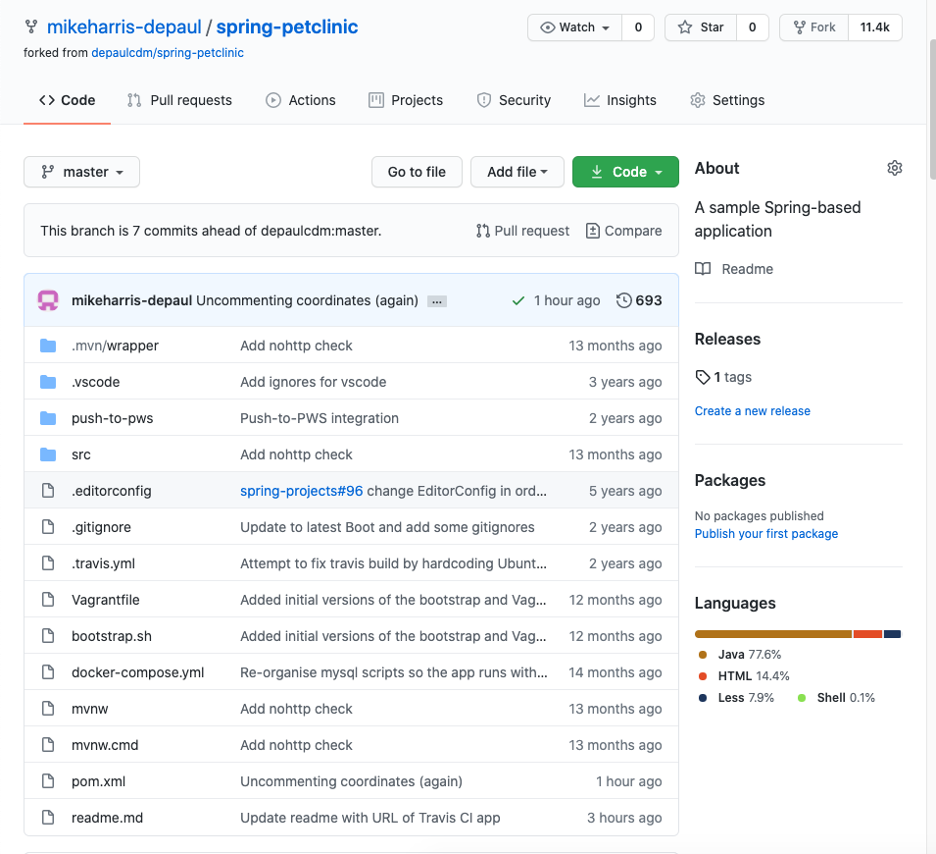 mikeharris-depaul / spring-petclinic
Watch 0 Star 0 Fork 11.4k
forked from depaulcdm/spring-petclinic
Code Pull requests Actions Projects Security Insights Settings
master Go to file Add file Code
This branch is 7 commits ahead of depaulcdm:master. Pull request Compare
mikeharris-depaul Uncommenting coordinates (again) ... 1 hour ago 693
.mvn/wrapper Add nohttp check 13 months ago
.vscode Add ignores for vscode 3 years ago
push-to-pws Push-to-PWS integration 2 years ago
src Add nohttp check 13 months ago
.editorconfig spring-projects#96 change EditorConfig in ord... 5 years ago
.gitignore Update to latest Boot and add some gitignores 2 years ago
.travis.yml Attempt to fix travis build by hardcoding Ubunt... 2 years ago
Vagrantfile Added initial versions of the bootstrap and Vag... 12 months ago
bootstrap.sh Added initial versions of the bootstrap and Vag... 12 months ago
docker-compose.yml Re-organise mysql scripts so the app runs with... 14 months ago
mvnw Add nohttp check 13 months ago
mvnw.cmd Add nohttp check 13 months ago
pom.xml Uncommenting coordinates (again) 1 hour ago
readme.md Update readme with URL of Travis CI app 3 hours ago
About
A sample Spring-based
application
Readme
Releases
1 tags
Create a new release
Packages
No packages published
Publish your first package
Languages
Java 77.6%
HTML 14.4%
Less 7.9% Shell 0.1%